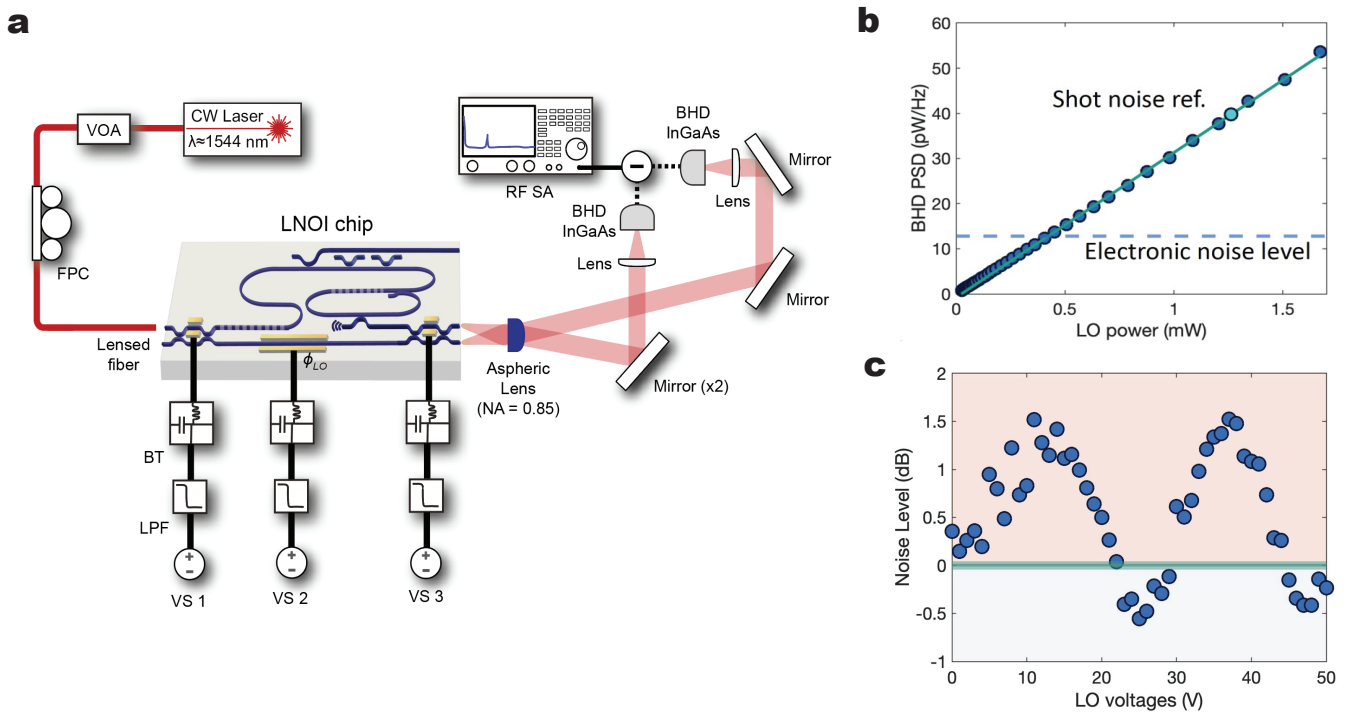 a
VOA
CW Laser
λ≈1544 nm
FPC
LNOI chip
Lensed
fiber
ϕLO
RF SA
BHD
InGaAs
Lens
Mirror
BHD
InGaAs
Lens
Mirror
Aspheric
Lens
(NA = 0.85)
Mirror (x2)
BT
LPF
+
-
+
-
+
-
VS 1
VS 2
VS 3
b
BHD PSD (pW/Hz)
60
50
40
30
20
10
0
Shot noise ref.
Electronic noise level
0
0.5
1
1.5
LO power (mW)
c
Noise Level (dB)
2
1.5
1
0.5
0
-0.5
-1
0
10
20
30
40
50
LO voltages (V)